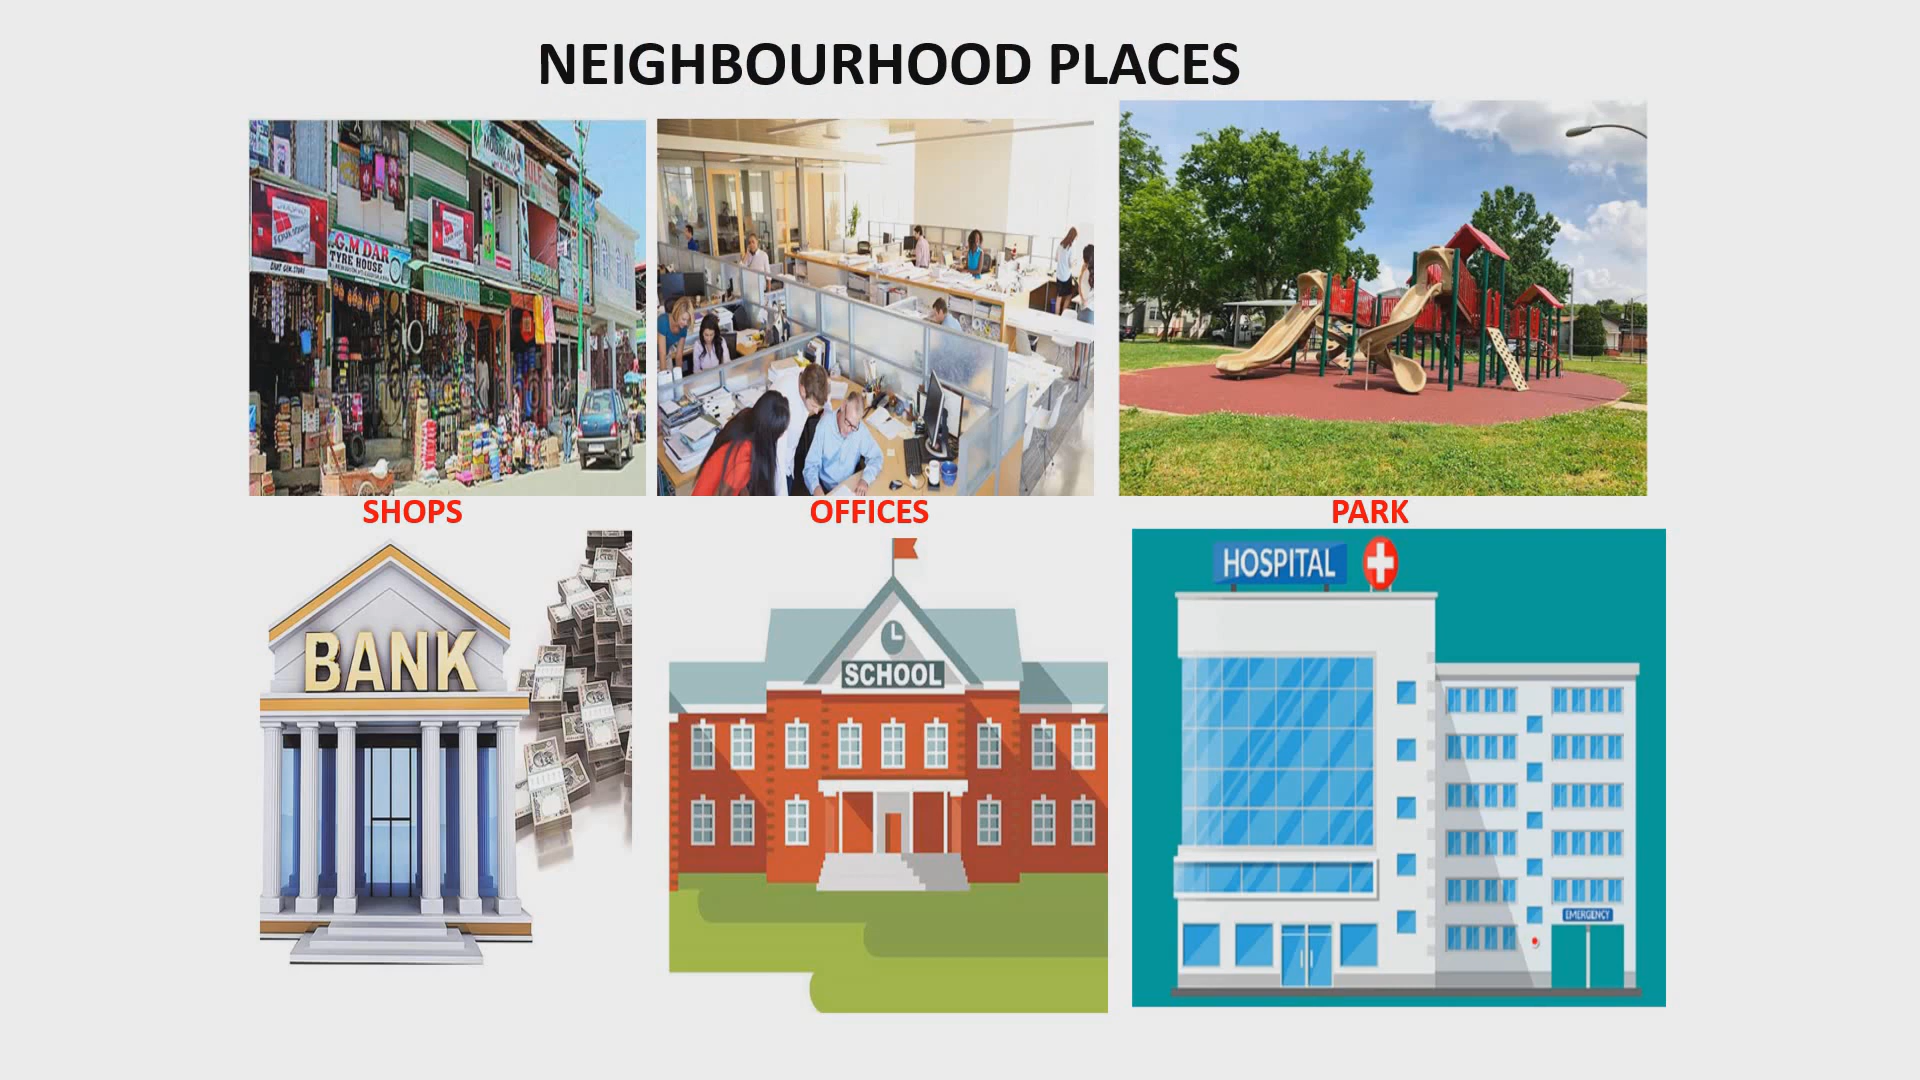 NEIGHBOURHOOD PLACES
G.M DAR
TYRE HOUSE
SHOPS
OFFICES
PARK
BANK
SCHOOL
HOSPITAL
EMERGENCY